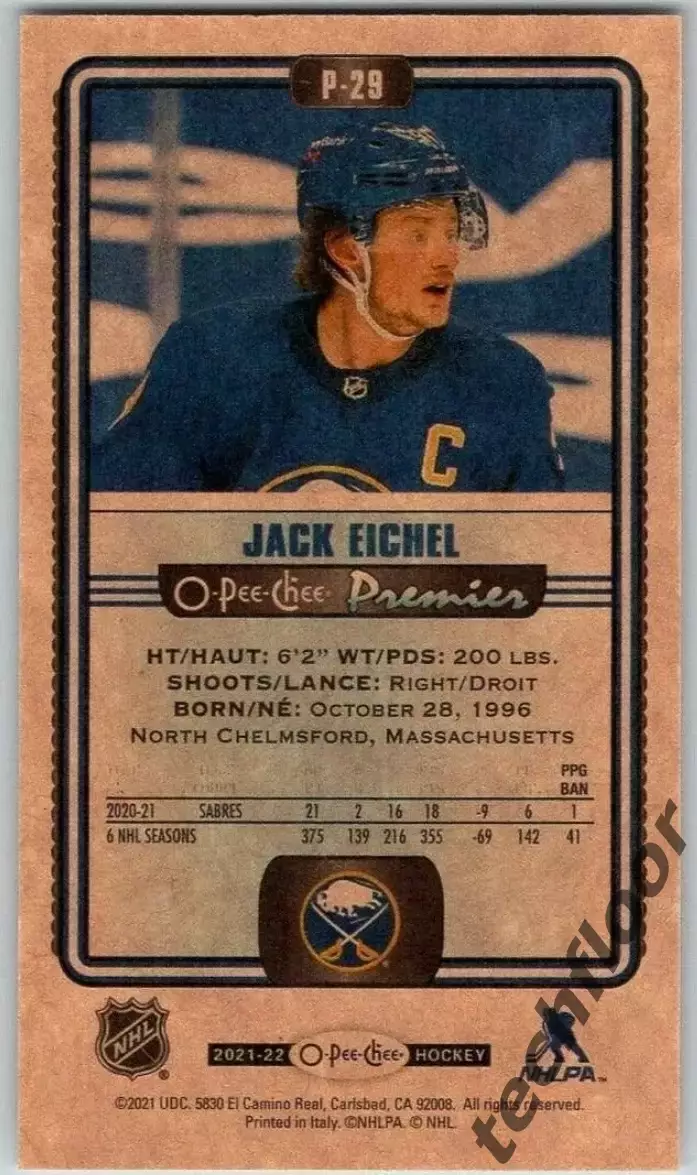 P-29
C
JACK EICHEL
O-Pee-Chee Premier
HT/HAUT: 6'2" WT/PDS: 200 LBS.
SHOOTS/LANCE: RIGHT/DROIT
BORN/NÉ: OCTOBER 28, 1996
NORTH CHELMSFORD, MASSACHUSETTS
PPG
BAN
2020-21 SABRES 21 2 16 18 -9 6 1
6 NHL SEASONS 375 139 216 355 -69 142 41
NHL
2021-22 O-Pee-Chee HOCKEY
NHLPA
©2021 UDC. 5830 El Camino Real, Carlsbad, CA 92008. All rights reserved.
Printed in Italy. ©NHLPA. © NHL.
tashfloor